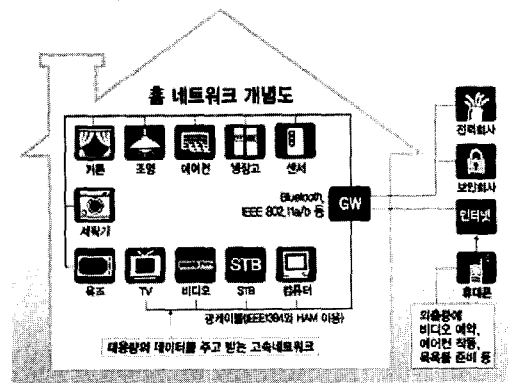 홈 네트워크 개념도
커튼
조명
에어컨
냉장고
센서
전력회사
세탁기
Bluetooth,
IEEE 802.11a/b 등
GW
보안회사
인터넷
욕조
TV
비디오
STB
STB
컴퓨터
휴대폰
광케이블(IEEE1394와 HAM 이용)
대용량의 데이터를 주고 받는 고속네트워크
외출중에
비디오 예약,
에어컨 작동,
목욕물 준비 등